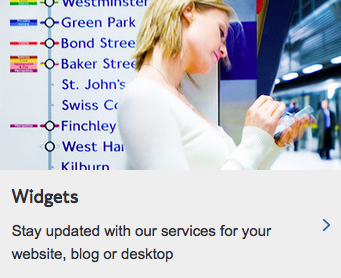 Westminster
Green Park
Bond Stree
Baker Stree
St. John's
Swiss Co
Finchley
West Ha
Kilburn
Widgets
Stay updated with our services for your
website, blog or desktop